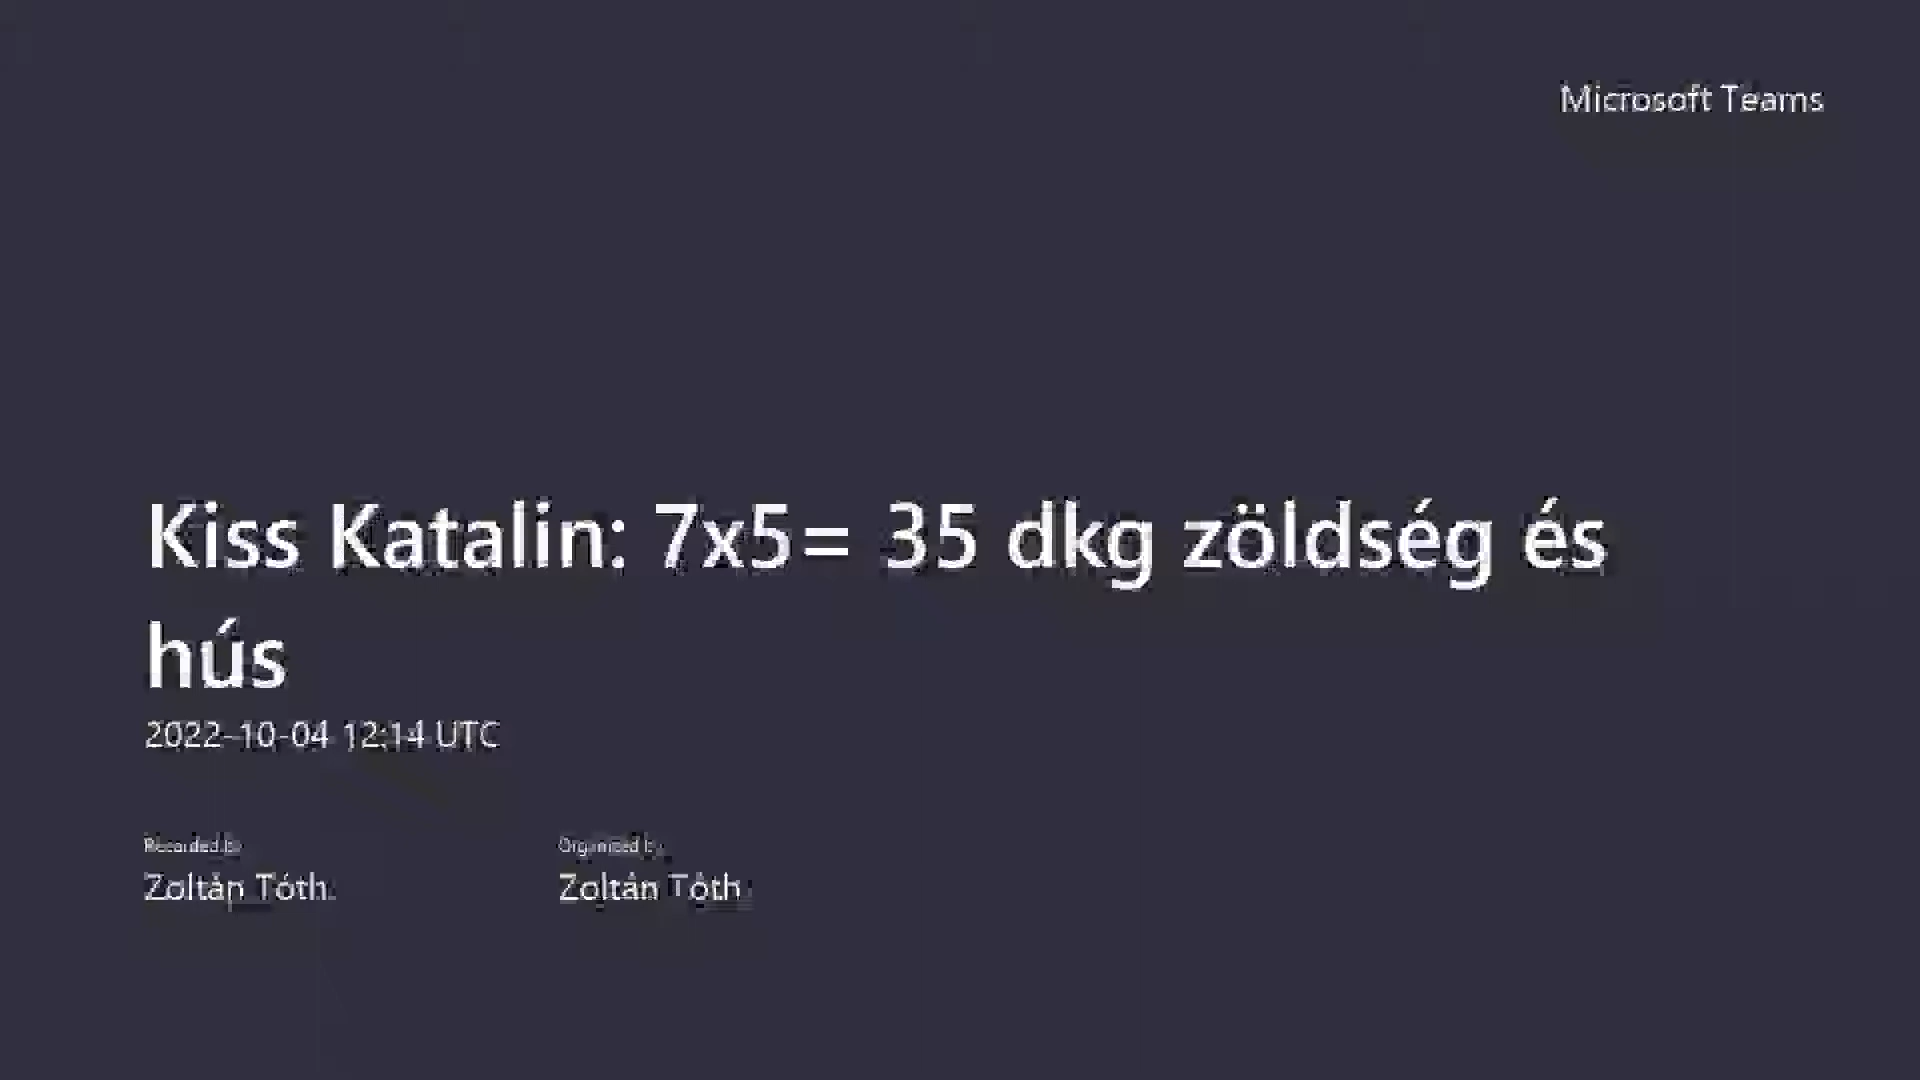 Microsoft Teams
Kiss Katalin: 7x5= 35 dkg zöldség és
hús
2022-10-04 12:14 UTC
Recorded by
Organized by
Zoltán Tóth
Zoltán Tóth